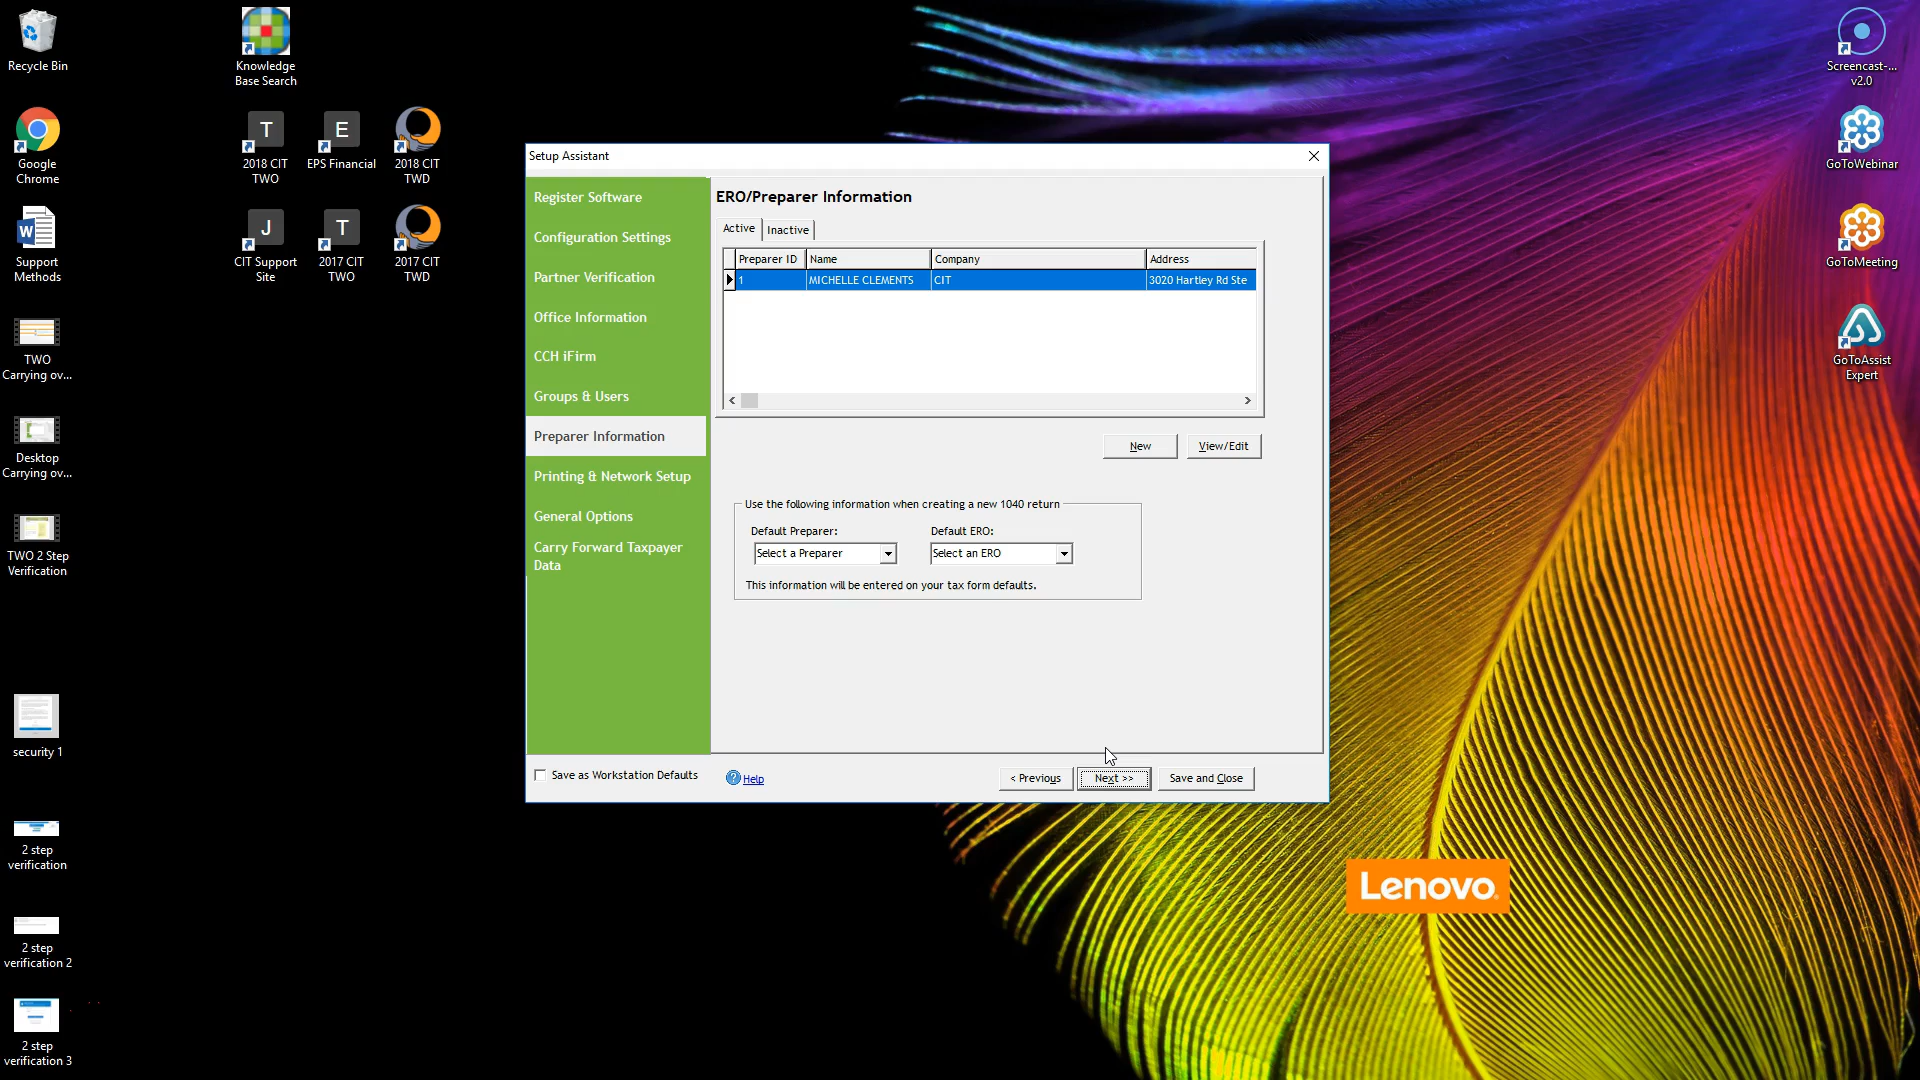 Recycle Bin
Knowledge
Base Search
Screencast-...
v2.0
Google
Chrome
T
2018 CIT
TWO
E
EPS Financial
2018 CIT
TWD
GoToWebinar
Support
Methods
J
CIT Support
Site
T
2017 CIT
TWO
2017 CIT
TWD
GoToMeeting
TWO
Carrying ov...
GoToAssist
Expert
Desktop
Carrying ov...
TWO 2 Step
Verification
security 1
2 step
verification
2 step
verification 2
2 step
verification 3
Setup Assistant
Register Software
Configuration Settings
Partner Verification
Office Information
CCH iFirm
Groups & Users
Preparer Information
Printing & Network Setup
General Options
Carry Forward Taxpayer
Data
ERO/Preparer Information
Active Inactive
Preparer ID Name Company Address
1 MICHELLE CLEMENTS CIT 3020 Hartley Rd Ste
New View/Edit
Use the following information when creating a new 1040 return
Default Preparer: Default ERO:
Select a Preparer Select an ERO
This information will be entered on your tax form defaults.
Save as Workstation Defaults ? Help < Previous Next >> Save and Close
Lenovo